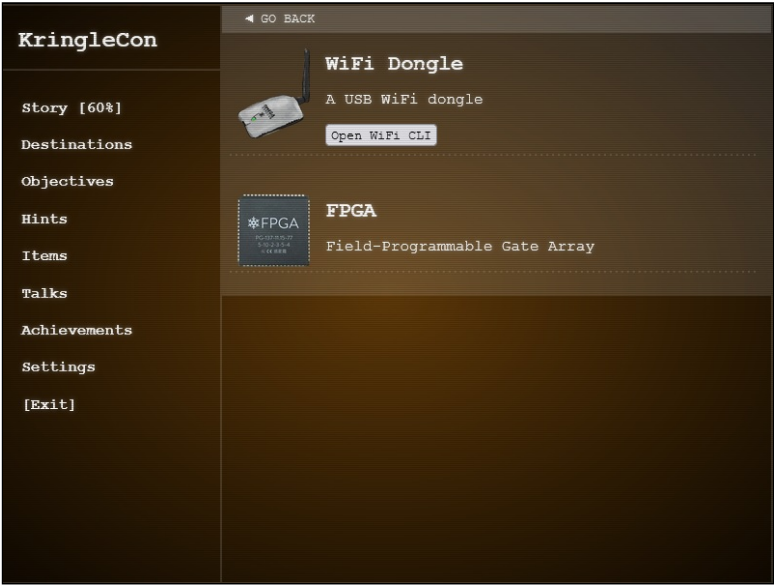 KringleCon
Story [60%]
Destinations
Objectives
Hints
Items
Talks
Achievements
Settings
[Exit]
◄ GO BACK
WiFi Dongle
A USB WiFi dongle
Open WiFi CLI
FPGA
FPGA
Field-Programmable Gate Array